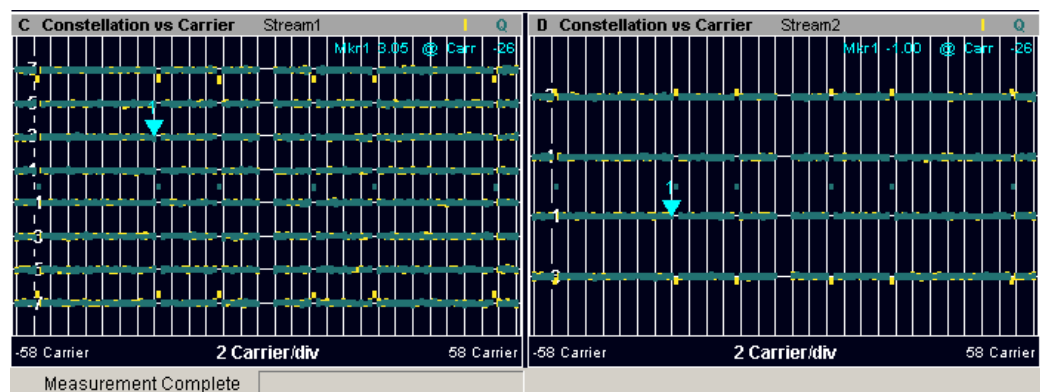 C Constellation vs Carrier Stream1 I Q
Mkr1 3.05 @ Carr -26
7
5
3
1
1
-1
-3
-5
-7
-58 Carrier 2 Carrier/div 58 Carrier
D Constellation vs Carrier Stream2 I Q
Mkr1 -1.00 @ Carr -26
3
1
1
-1
-3
-58 Carrier 2 Carrier/div 58 Carrier
Measurement Complete